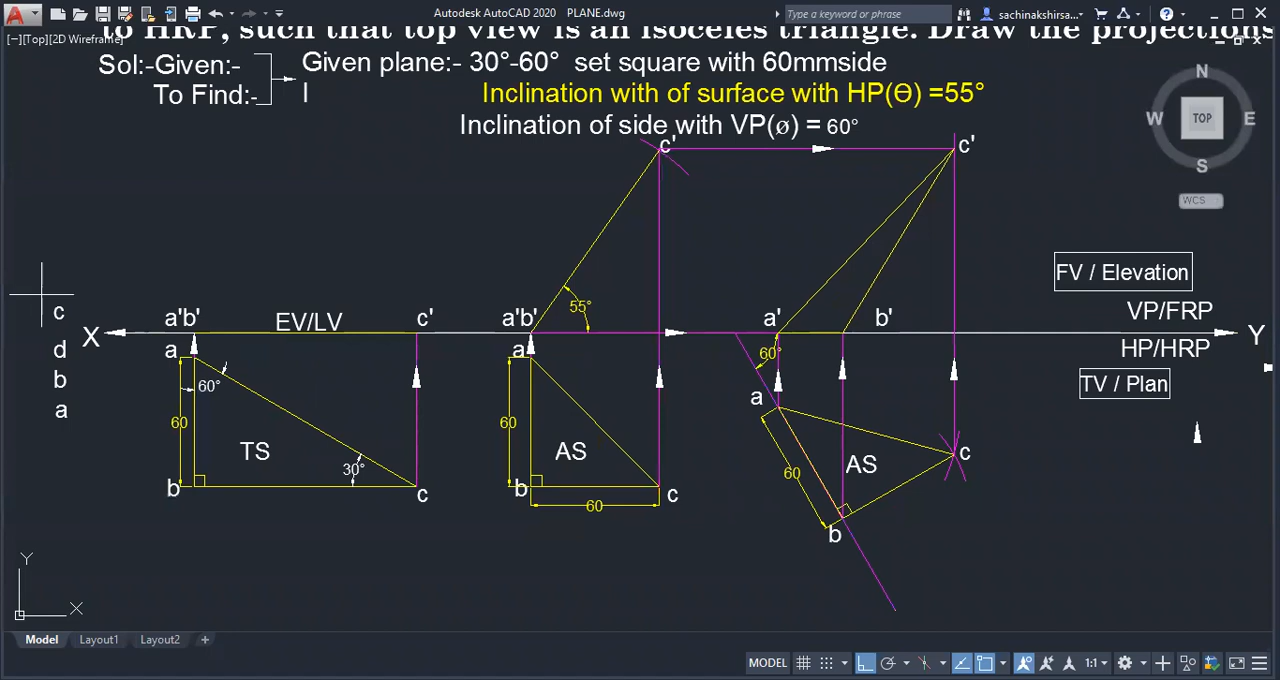 Autodesk AutoCAD 2020 PLANE.dwg
Type a keyword or phrase
sachinakshirsa...
[−][Top][2D Wireframe]
to HRP, such that top view is an isoceles triangle. Draw the projections
Sol:-Given:-
Given plane:- 30°-60° set square with 60mmside
To Find:-
Inclination with of surface with HP(Ɵ) =55°
Inclination of side with VP(ø) = 60°
N
W TOP E
S
WCS
c' c'
55°
FV / Elevation
VP/FRP
X a'b' EV/LV c' a'b' a' b' Y
HP/HRP
TV / Plan
c
d
b
a
a 60° 60 TS 30° b c
a 60 AS b c 60
60° a 60 AS c b
Y
X
Model Layout1 Layout2 +
MODEL 1:1